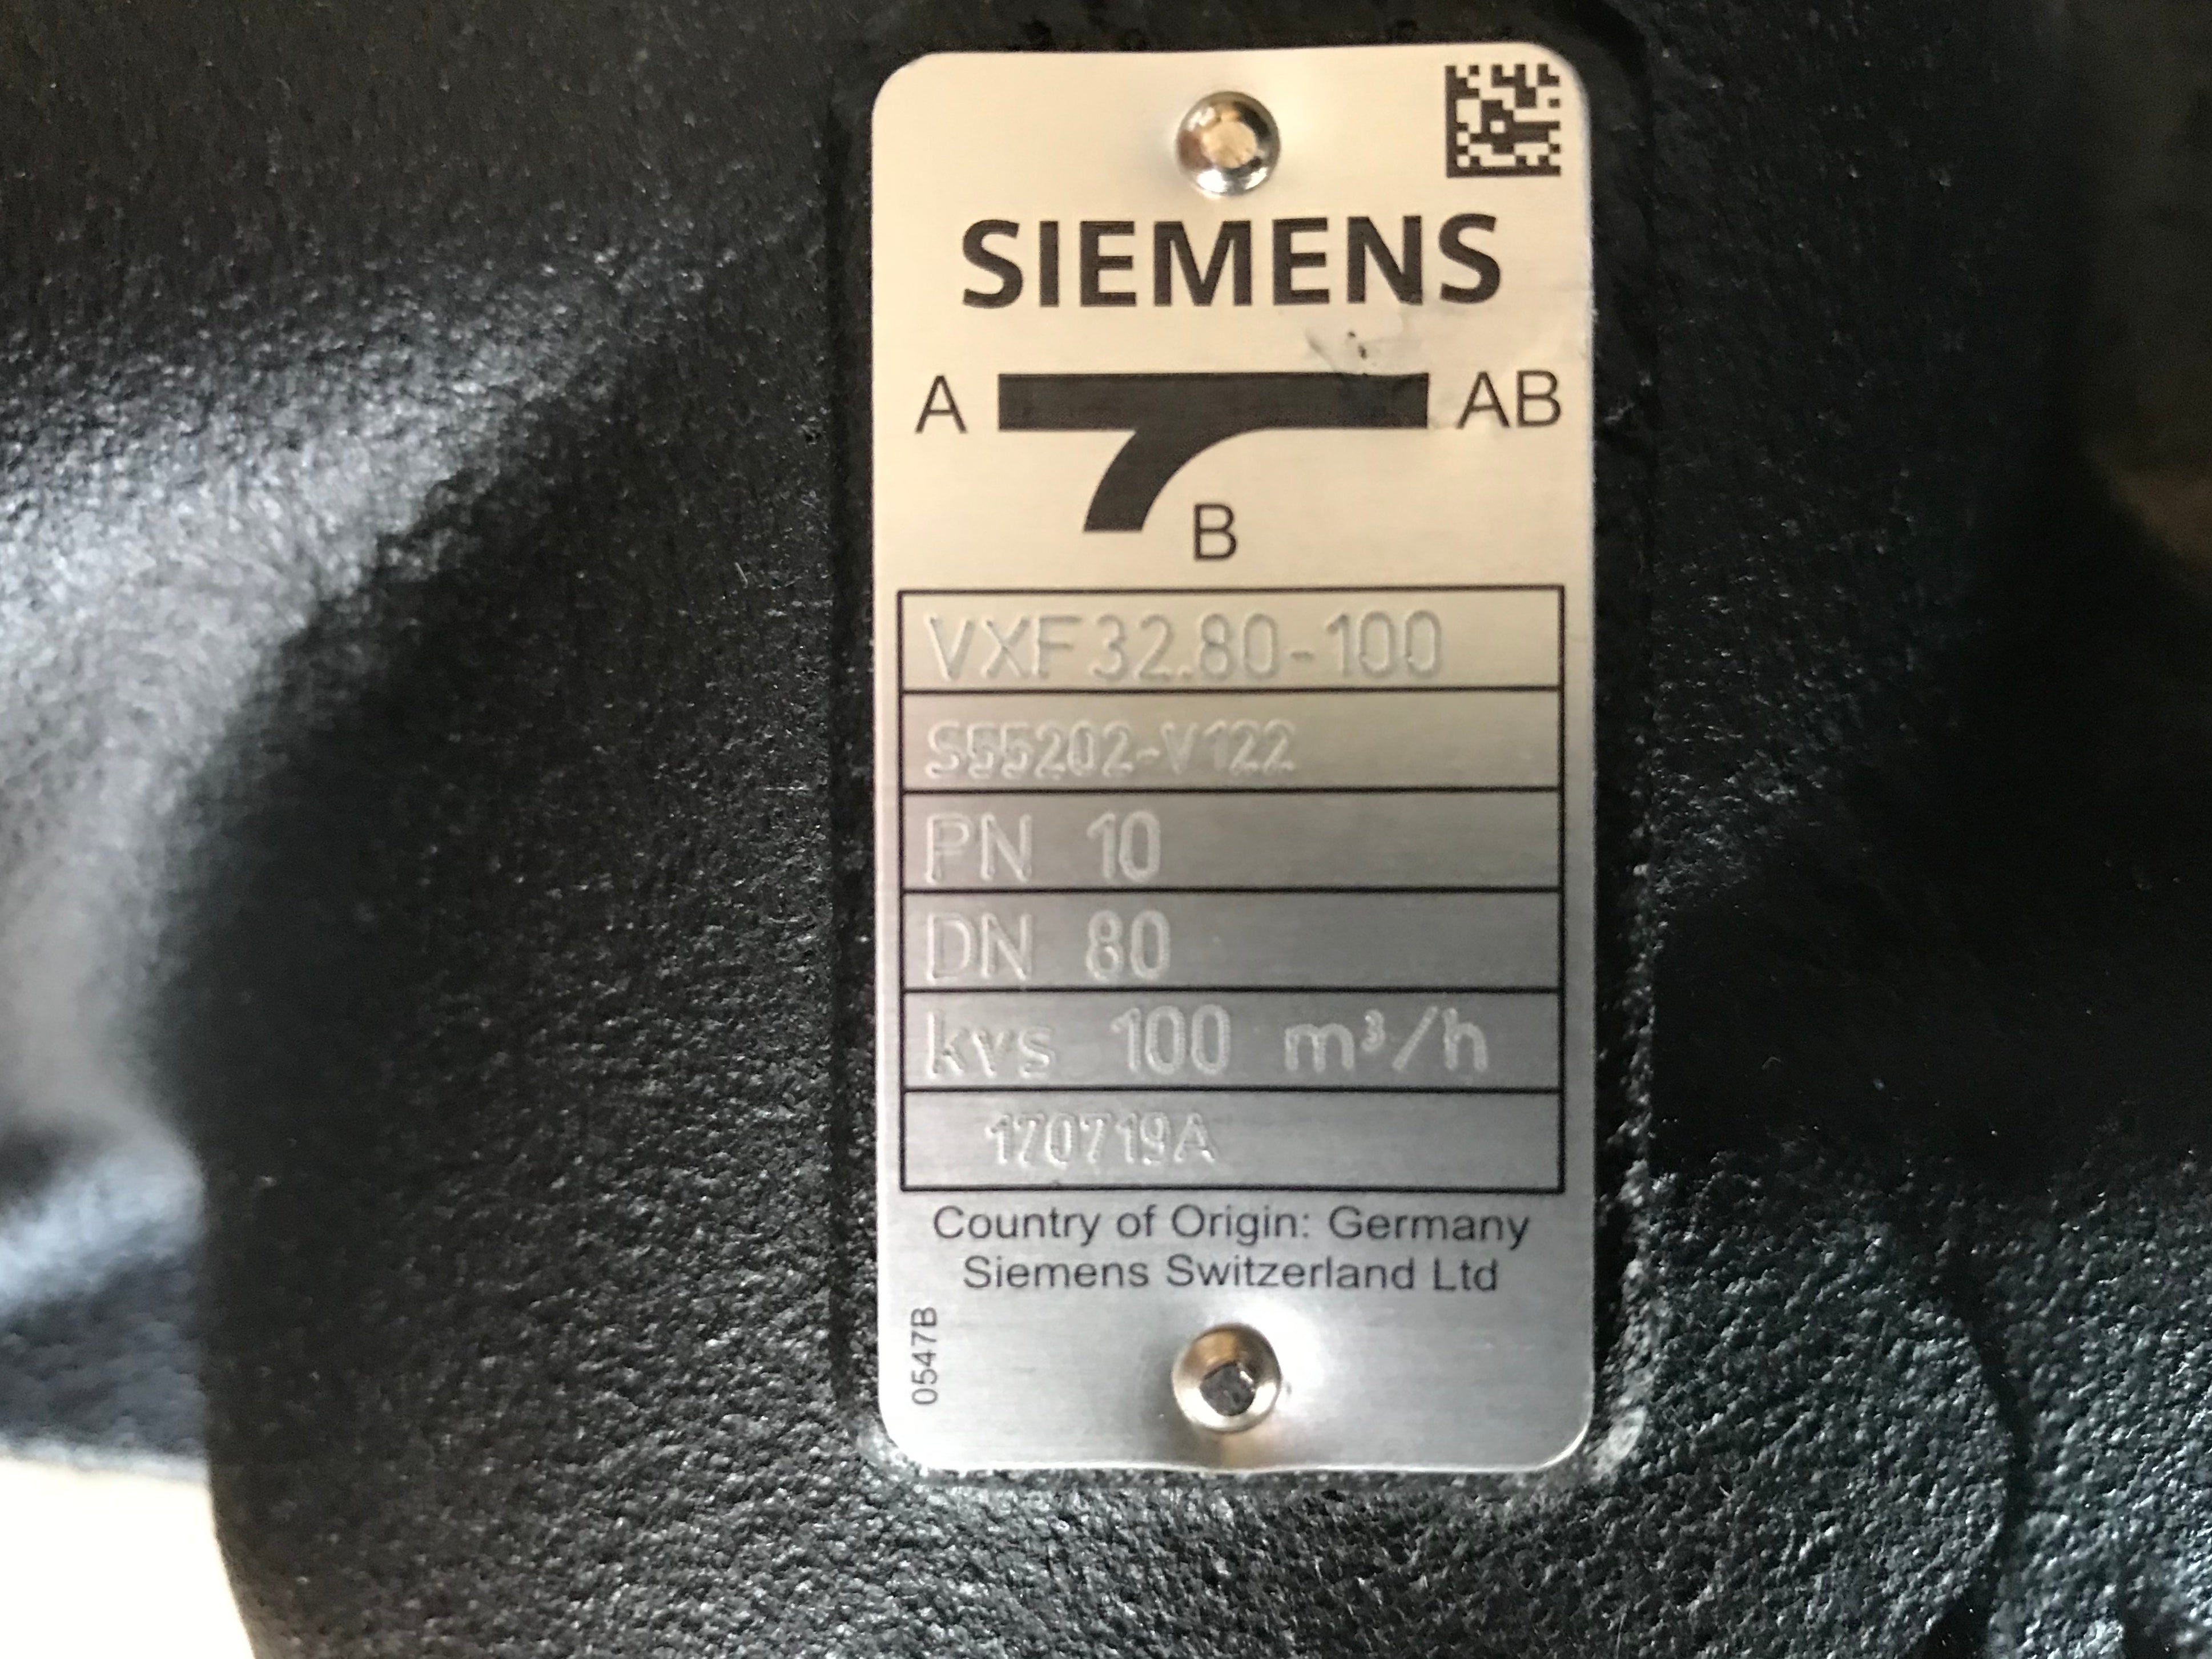 SIEMENS
A AB
B
VXF32.80-100
S55202-V122
PN 10
DN 80
kvs 100 m³/h
170719A
Country of Origin: Germany
Siemens Switzerland Ltd
0547B